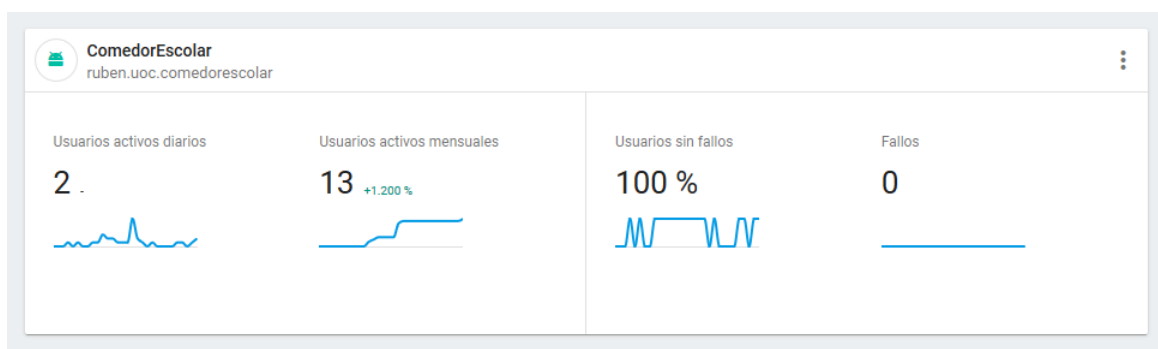 ComedorEscolar
ruben.uoc.comedorescolar
Usuarios activos diarios
2 -
Usuarios activos mensuales
13 +1.200 %
Usuarios sin fallos
100 %
Fallos
0